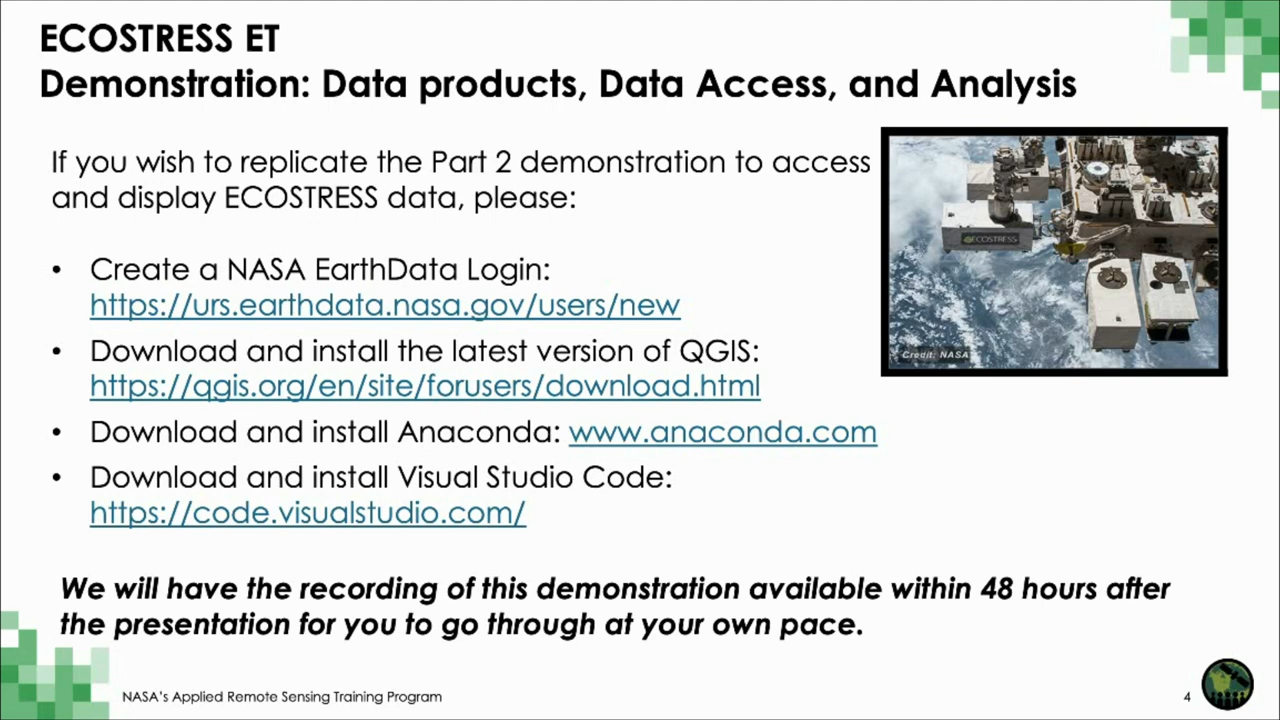 ECOSTRESS ET
Demonstration: Data products, Data Access, and Analysis
If you wish to replicate the Part 2 demonstration to access
and display ECOSTRESS data, please:
• Create a NASA EarthData Login:
https://urs.earthdata.nasa.gov/users/new
• Download and install the latest version of QGIS:
https://qgis.org/en/site/forusers/download.html
• Download and install Anaconda: www.anaconda.com
• Download and install Visual Studio Code:
https://code.visualstudio.com/
ECOSTRESS
Credit: NASA
We will have the recording of this demonstration available within 48 hours after
the presentation for you to go through at your own pace.
NASA's Applied Remote Sensing Training Program
4